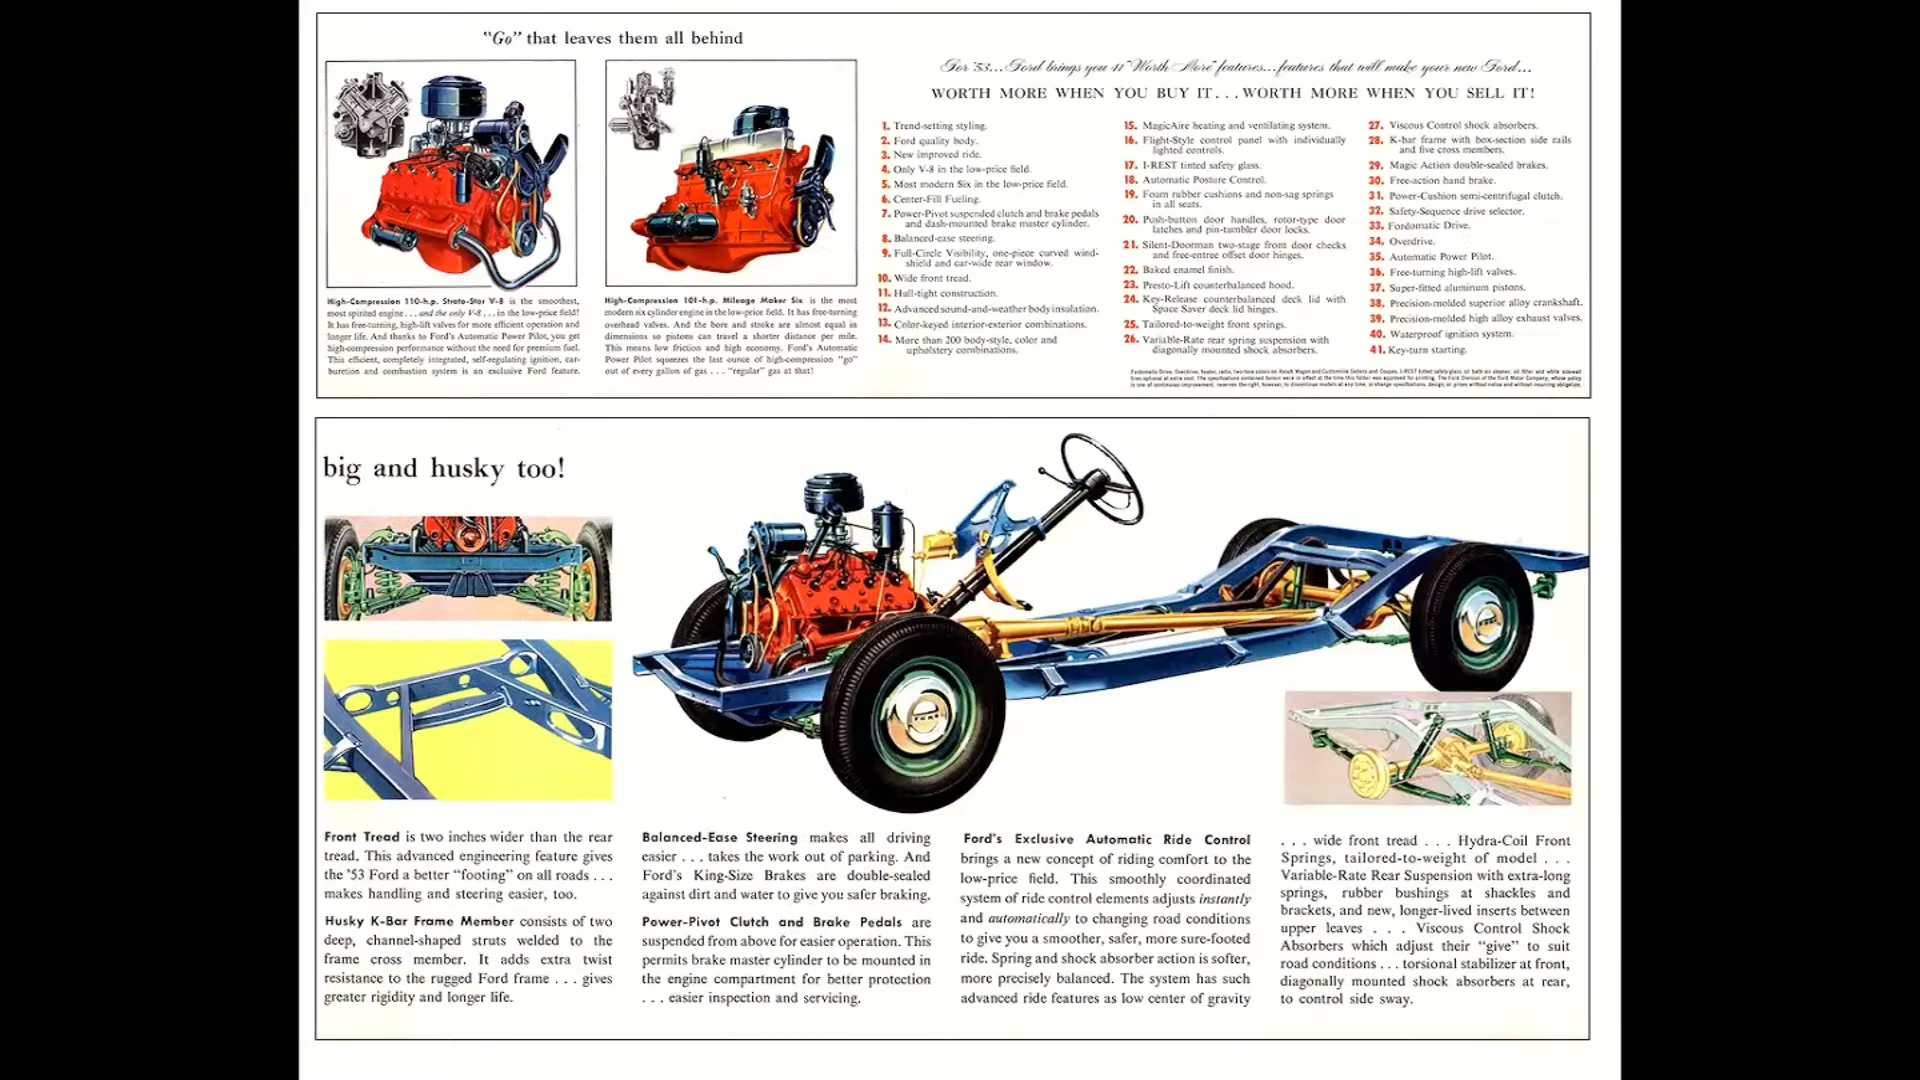 "Go" that leaves them all behind
High-Compression 110-h.p. Strato-Star V-8 is the smoothest,
most spirited engine . . . and the only V-8 . . . in the low-price field!
It has free-turning, high-lift valves for more efficient operation and
longer life. And thanks to Ford's Automatic Power Pilot, you get
high-compression performance without the need for premium fuel.
This efficient, completely integrated, self-regulating ignition, car-
buretion and combustion system is an exclusive Ford feature.
High-Compression 101-h.p. Mileage Maker Six is the most
modern six cylinder engine in the low-price field. It has free-turning
overhead valves. And the bore and stroke are almost equal in
dimensions so pistons can travel a shorter distance per mile.
This means low friction and high economy. Ford's Automatic
Power Pilot squeezes the last ounce of high-compression "go"
out of every gallon of gas . . . "regular" gas at that!
For '53...Ford brings you 41 "Worth More" features...features that will make your new Ford...
WORTH MORE WHEN YOU BUY IT...WORTH MORE WHEN YOU SELL IT!
1. Trend-setting styling.
2. Ford quality body.
3. New improved ride.
4. Only V-8 in the low-price field.
5. Most modern Six in the low-price field.
6. Center-Fill Fueling.
7. Power-Pivot suspended clutch and brake pedals
and dash-mounted brake master cylinder.
8. Balanced-ease steering.
9. Full-Circle Visibility, one-piece curved wind-
shield and car-wide rear window.
10. Wide front tread.
11. Hull-tight construction.
12. Advanced sound-and-weather body insulation.
13. Color-keyed interior-exterior combinations.
14. More than 200 body-style, color and
upholstery combinations.
15. MagicAire heating and ventilating system.
16. Flight-Style control panel with individually
lighted controls.
17. I-REST tinted safety glass.
18. Automatic Posture Control.
19. Foam rubber cushions and non-sag springs
in all seats.
20. Push-button door handles, rotor-type door
latches and pin-tumbler door locks.
21. Silent-Doorman two-stage front door checks
and free-entree offset door hinges.
22. Baked enamel finish.
23. Presto-Lift counterbalanced hood.
24. Key-Release counterbalanced deck lid with
Space Saver deck lid hinges.
25. Tailored-to-weight front springs.
26. Variable-Rate rear spring suspension with
diagonally mounted shock absorbers.
27. Viscous Control shock absorbers.
28. K-bar frame with box-section side rails
and five cross members.
29. Magic Action double-sealed brakes.
30. Free-action hand brake.
31. Power-Cushion semi-centrifugal clutch.
32. Safety-Sequence drive selector.
33. Fordomatic Drive.
34. Overdrive.
35. Automatic Power Pilot.
36. Free-turning high-lift valves.
37. Super-fitted aluminum pistons.
38. Precision-molded superior alloy crankshaft.
39. Precision-molded high alloy exhaust valves.
40. Waterproof ignition system.
41. Key-turn starting.
big and husky too!
FORD
FORD
Front Tread is two inches wider than the rear
tread. This advanced engineering feature gives
the '53 Ford a better "footing" on all roads . . .
makes handling and steering easier, too.
Husky K-Bar Frame Member consists of two
deep, channel-shaped struts welded to the
frame cross member. It adds extra twist
resistance to the rugged Ford frame . . . gives
greater rigidity and longer life.
Balanced-Ease Steering makes all driving
easier . . . takes the work out of parking. And
Ford's King-Size Brakes are double-sealed
against dirt and water to give you safer braking.
Power-Pivot Clutch and Brake Pedals are
suspended from above for easier operation. This
permits brake master cylinder to be mounted in
the engine compartment for better protection
. . . easier inspection and servicing.
Ford's Exclusive Automatic Ride Control
brings a new concept of riding comfort to the
low-price field. This smoothly coordinated
system of ride control elements adjusts instantly
and automatically to changing road conditions
to give you a smoother, safer, more sure-footed
ride. Spring and shock absorber action is softer,
more precisely balanced. The system has such
advanced ride features as low center of gravity
. . . wide front tread . . . Hydra-Coil Front
Springs, tailored-to-weight of model . . .
Variable-Rate Rear Suspension with extra-long
springs, rubber bushings at shackles and
brackets, and new, longer-lived inserts between
upper leaves . . . Viscous Control Shock
Absorbers which adjust their "give" to suit
road conditions . . . torsional stabilizer at front,
diagonally mounted shock absorbers at rear,
to control side sway.